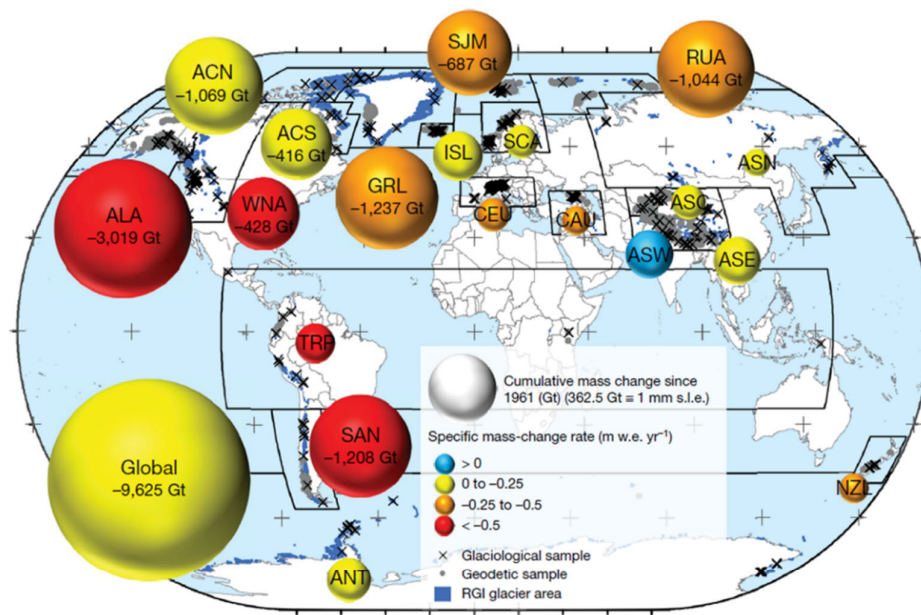 SJM
−687 Gt
RUA
−1,044 Gt
ACN
−1,069 Gt
ACS
−416 Gt
ISL
SCA
ASN
ALA
−3,019 Gt
WNA
−428 Gt
GRL
−1,237 Gt
CEU
CAU
ASC
ASW
ASE
TRP
Global
−9,625 Gt
SAN
−1,208 Gt
NZL
ANT
Cumulative mass change since
1961 (Gt) (362.5 Gt ≡ 1 mm s.l.e.)
Specific mass-change rate (m w.e. yr⁻¹)
> 0
0 to −0.25
−0.25 to −0.5
< −0.5
Glaciological sample
Geodetic sample
RGI glacier area